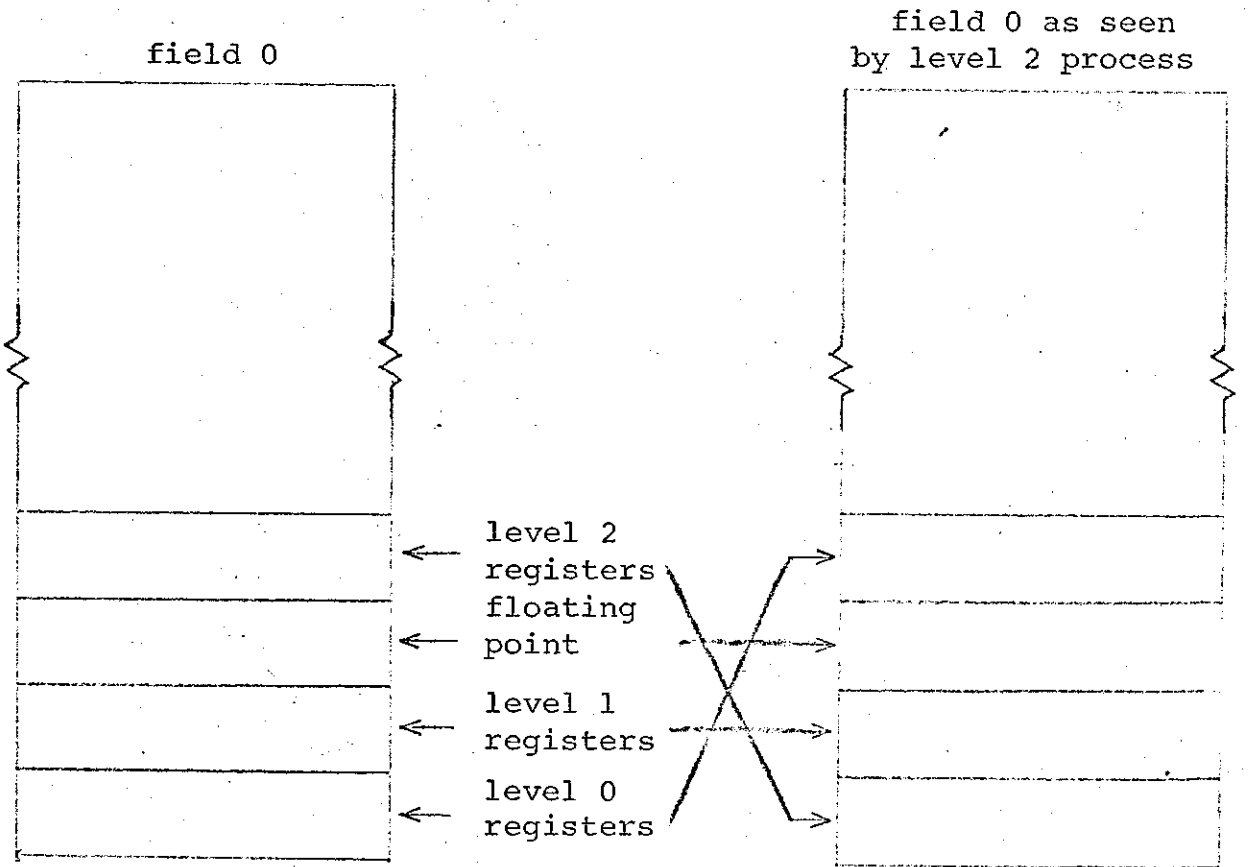 field 0
field 0 as seen
by level 2 process
level 2
registers
floating
point
level 1
registers
level 0
registers